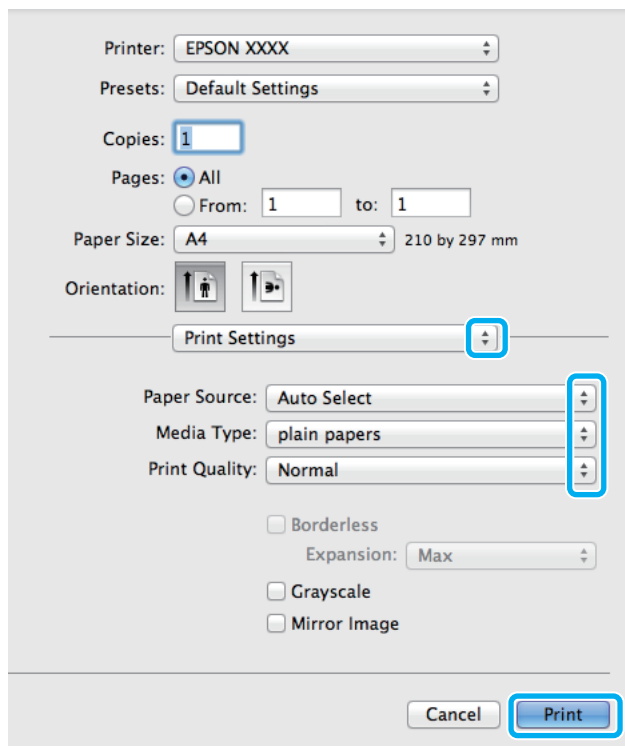 Printer: EPSON XXXX
Presets: Default Settings
Copies: 1
Pages: All
From: 1 to: 1
Paper Size: A4 210 by 297 mm
Orientation:
Print Settings
Paper Source: Auto Select
Media Type: plain papers
Print Quality: Normal
Borderless
Expansion: Max
Grayscale
Mirror Image
Cancel Print